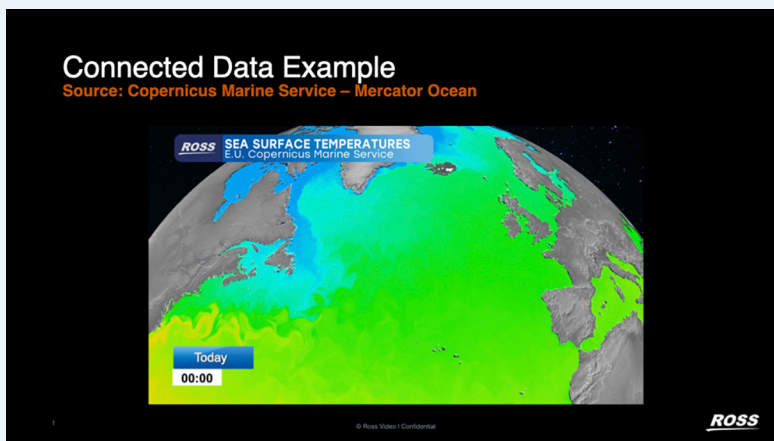 Connected Data Example
Source: Copernicus Marine Service – Mercator Ocean
ROSS
SEA SURFACE TEMPERATURES
E.U. Copernicus Marine Service
Today
00:00
1
© Ross Video | Confidential
ROSS